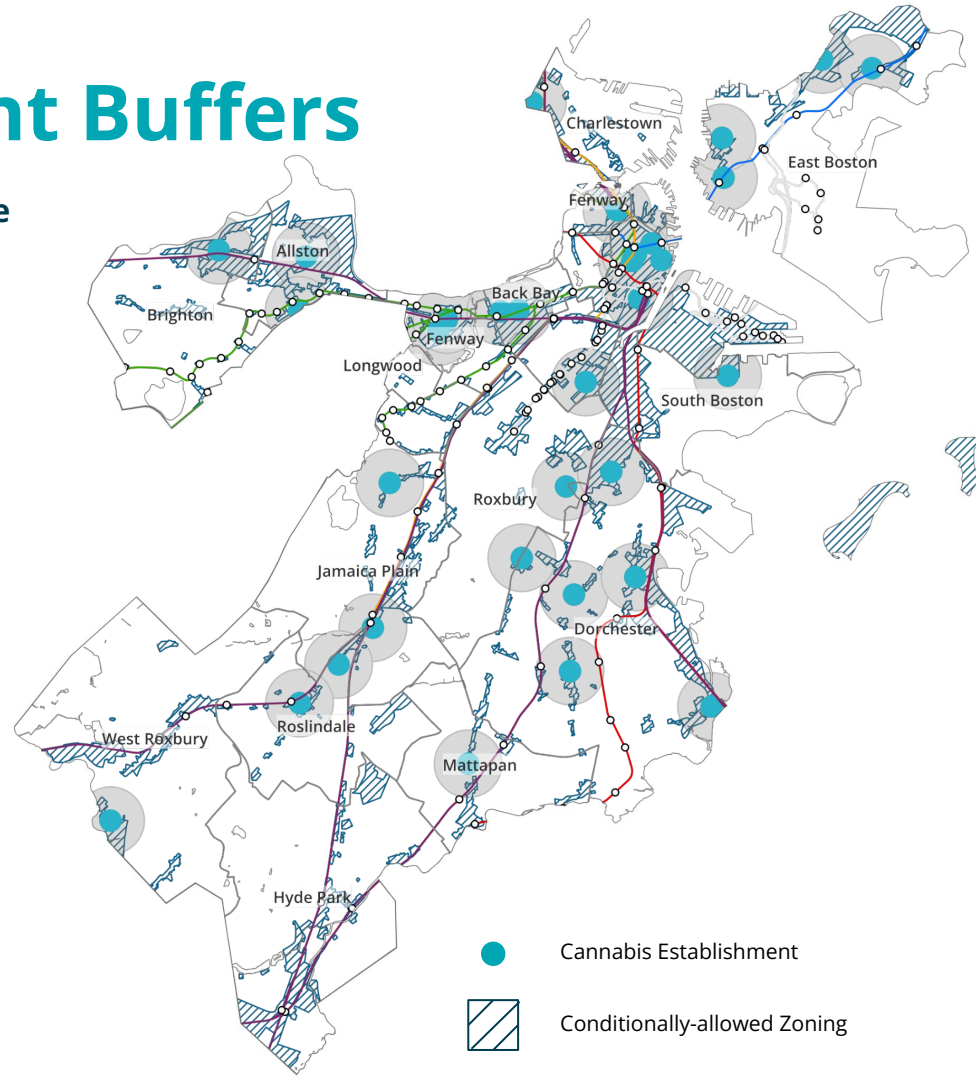 nt Buffers
e
Charlestown
East Boston
Fenway
Allston
Back Bay
Brighton
Fenway
Longwood
South Boston
Roxbury
Jamaica Plain
Dorchester
Roslindale
West Roxbury
Mattapan
Hyde Park
Cannabis Establishment
Conditionally-allowed Zoning